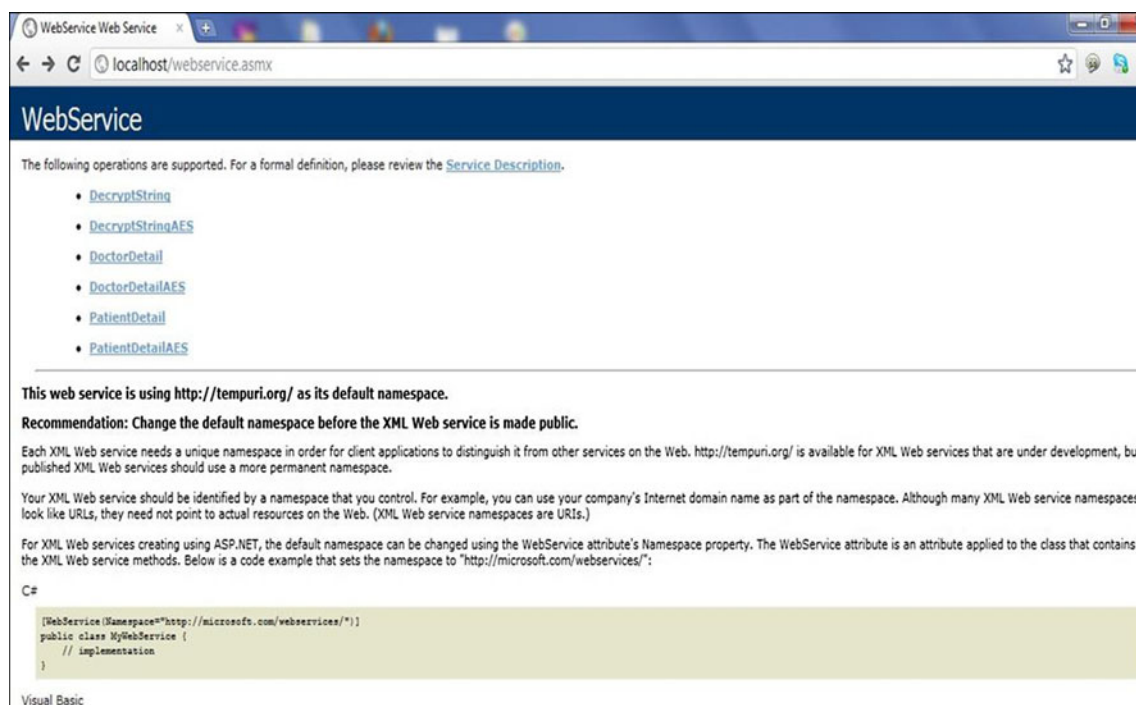 WebService Web Service
localhost/webservice.asmx
WebService
The following operations are supported. For a formal definition, please review the Service Description.
DecryptString
DecryptStringAES
DoctorDetail
DoctorDetailAES
PatientDetail
PatientDetailAES
This web service is using http://tempuri.org/ as its default namespace.
Recommendation: Change the default namespace before the XML Web service is made public.
Each XML Web service needs a unique namespace in order for client applications to distinguish it from other services on the Web. http://tempuri.org/ is available for XML Web services that are under development, bu
published XML Web services should use a more permanent namespace.
Your XML Web service should be identified by a namespace that you control. For example, you can use your company's Internet domain name as part of the namespace. Although many XML Web service namespaces
look like URLs, they need not point to actual resources on the Web. (XML Web service namespaces are URIs.)
For XML Web services creating using ASP.NET, the default namespace can be changed using the WebService attribute's Namespace property. The WebService attribute is an attribute applied to the class that contains
the XML Web service methods. Below is a code example that sets the namespace to "http://microsoft.com/webservices/":
C#
[WebService(Namespace="http://microsoft.com/webservices/")]
public class MyWebService {
// implementation
}
Visual Basic